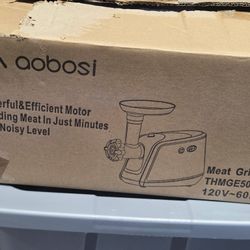 aobosi
erful&Efficient Motor
ding Meat In Just Minutes
Noisy Level
Meat Gri
THMGE50
120V~60